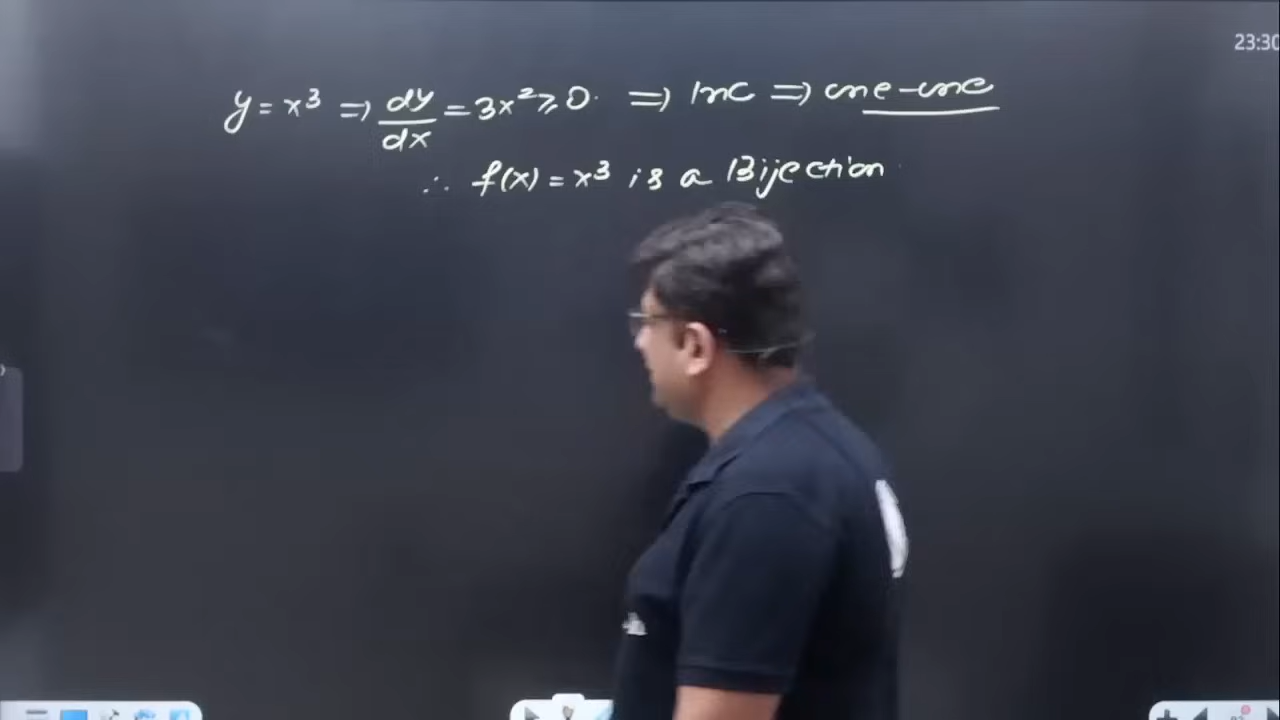 23:30
y = x³ ⇒ dy/dx = 3x² ≥ 0 ⇒ Inc ⇒ one-one
∴ f(x) = x³ is a Bijection